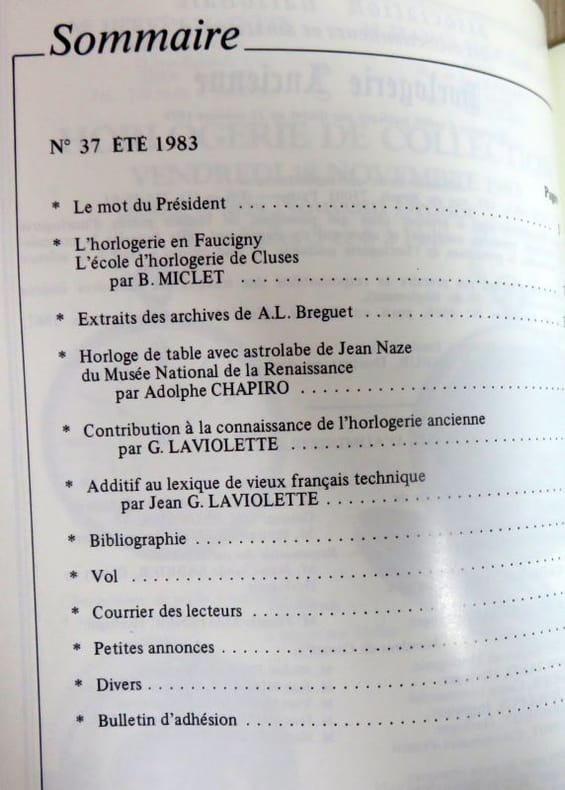 Sommaire
N° 37 ÉTÉ 1983
* Le mot du Président
* L'horlogerie en Faucigny
L'école d'horlogerie de Cluses
par B. MICLET
* Extraits des archives de A.L. Breguet
* Horloge de table avec astrolabe de Jean Naze
du Musée National de la Renaissance
par Adolphe CHAPIRO
* Contribution à la connaissance de l'horlogerie ancienne
par G. LAVIOLETTE
* Additif au lexique de vieux français technique
par Jean G. LAVIOLETTE
* Bibliographie
* Vol
* Courrier des lecteurs
* Petites annonces
* Divers
* Bulletin d'adhésion